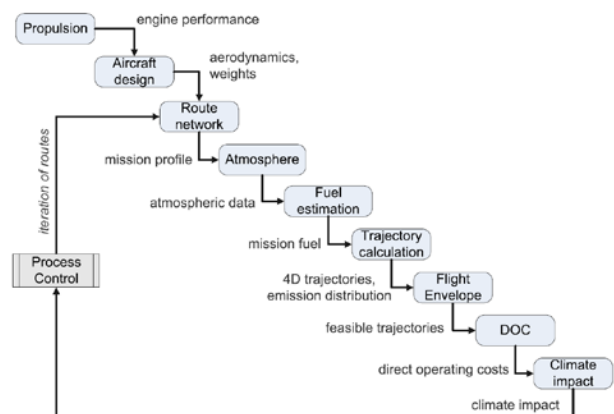 Propulsion
engine performance
Aircraft
design
aerodynamics,
weights
Route
network
iteration of routes
mission profile
Atmosphere
atmospheric data
Fuel
estimation
mission fuel
Trajectory
calculation
Process
Control
4D trajectories,
emission distribution
Flight
Envelope
feasible trajectories
DOC
direct operating costs
Climate
impact
climate impact